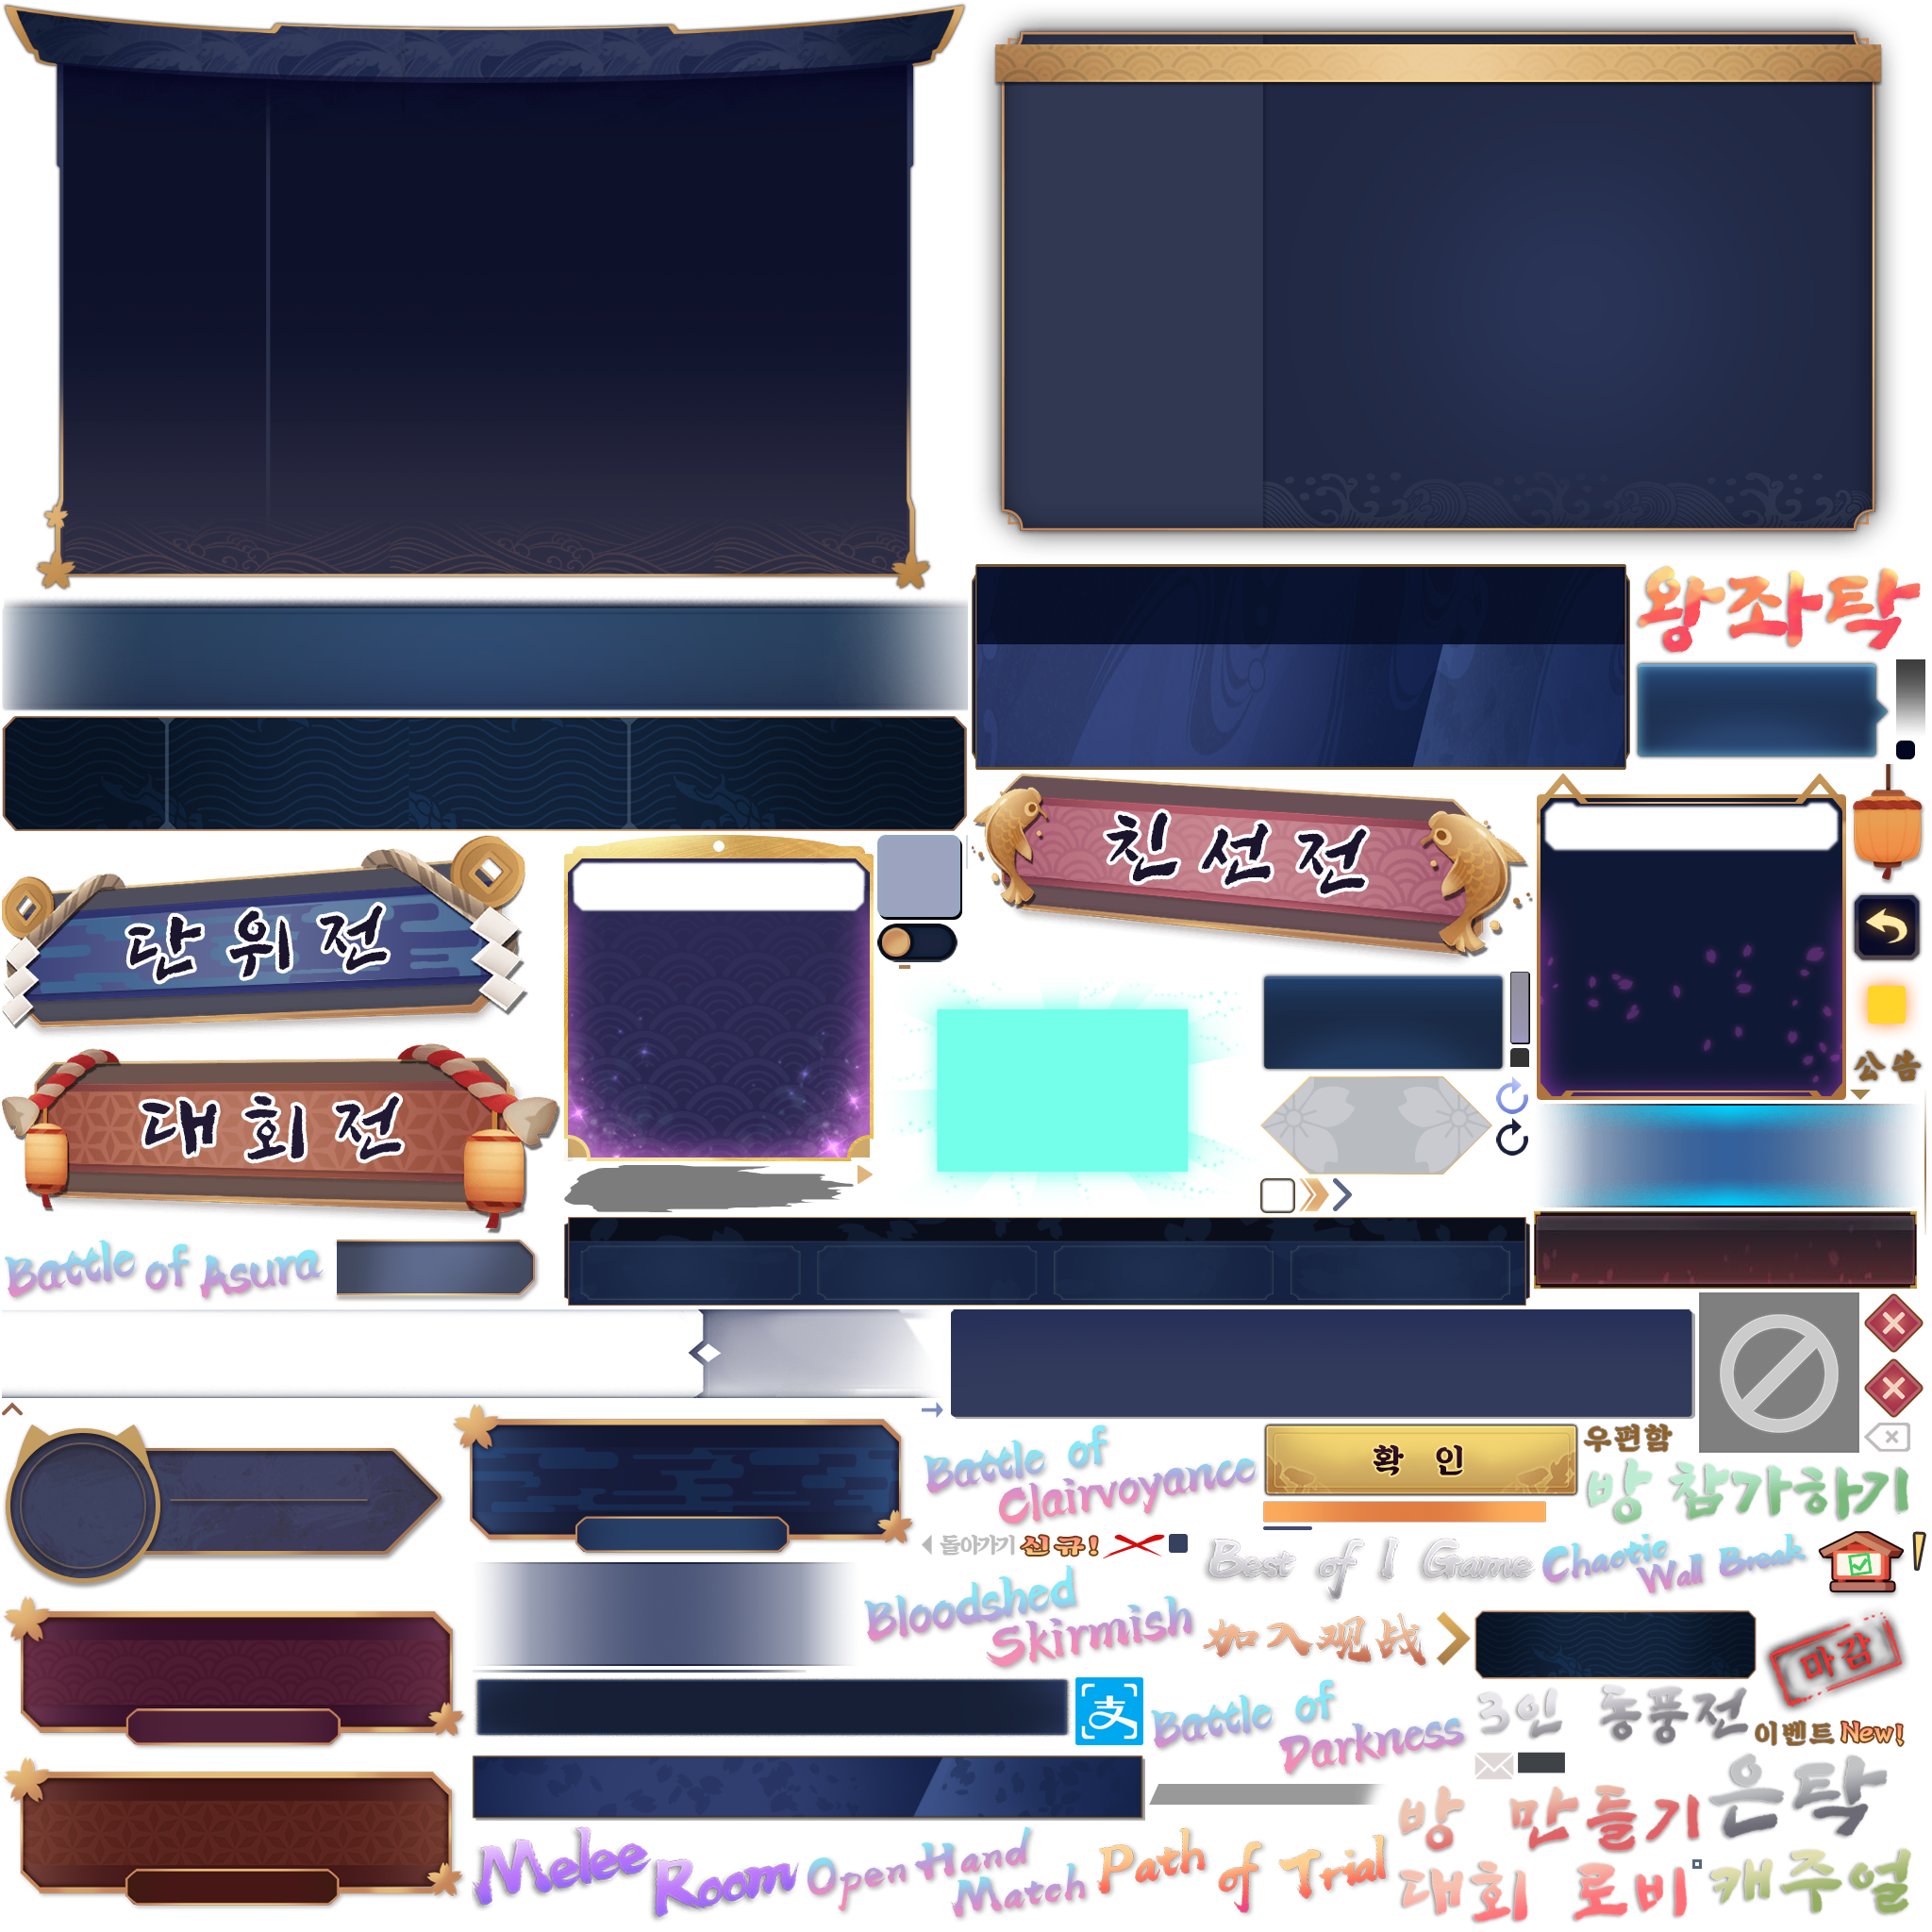 왕좌탁
친선전
단위전
公告
대회전
Battle of Asura
Battle of
Clairvoyance
확 인
우편함
방 참가하기
돌아가기
신규!
Best of 1 Game
Chaotic
Wall Break
Bloodshed
Skirmish
加入观战
마감
支
Battle of
Darkness
3인 동풍전
이벤트
New!
은탁
방 만들기
Melee
Room
Open Hand
Match
Path of Trial
대회 로비
캐주얼